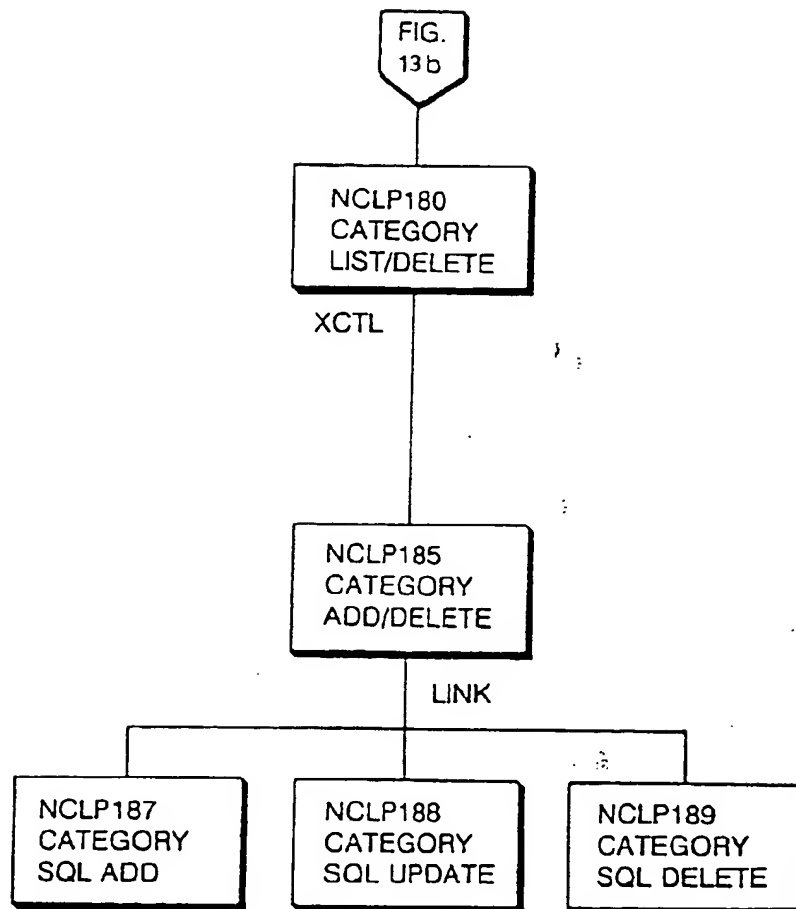 FIG.
13b
NCLP180
CATEGORY
LIST/DELETE
XCTL
NCLP185
CATEGORY
ADD/DELETE
LINK
NCLP187
CATEGORY
SQL ADD
NCLP188
CATEGORY
SQL UPDATE
NCLP189
CATEGORY
SQL DELETE